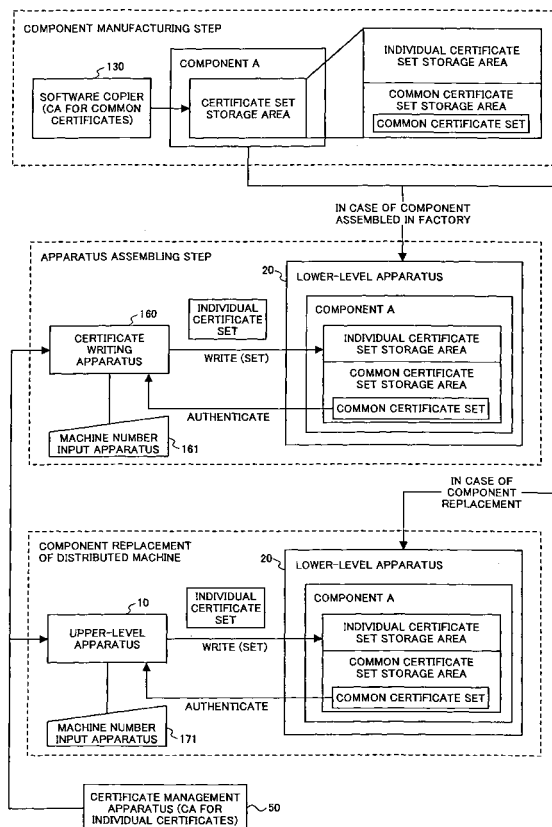 COMPONENT MANUFACTURING STEP
130
SOFTWARE COPIER
(CA FOR COMMON
CERTIFICATES)
COMPONENT A
CERTIFICATE SET
STORAGE AREA
INDIVIDUAL CERTIFICATE
SET STORAGE AREA
COMMON CERTIFICATE
SET STORAGE AREA
COMMON CERTIFICATE SET
IN CASE OF COMPONENT
ASSEMBLED IN FACTORY
APPARATUS ASSEMBLING STEP
160
CERTIFICATE
WRITING
APPARATUS
INDIVIDUAL
CERTIFICATE
SET
WRITE (SET)
AUTHENTICATE
MACHINE NUMBER
INPUT APPARATUS
161
20
LOWER-LEVEL APPARATUS
COMPONENT A
INDIVIDUAL CERTIFICATE
SET STORAGE AREA
COMMON CERTIFICATE
SET STORAGE AREA
COMMON CERTIFICATE SET
IN CASE OF
COMPONENT
REPLACEMENT
COMPONENT REPLACEMENT
OF DISTRIBUTED MACHINE
10
UPPER-LEVEL
APPARATUS
INDIVIDUAL
CERTIFICATE
SET
WRITE (SET)
AUTHENTICATE
MACHINE NUMBER
INPUT APPARATUS
171
20
LOWER-LEVEL APPARATUS
COMPONENT A
INDIVIDUAL CERTIFICATE
SET STORAGE AREA
COMMON CERTIFICATE
SET STORAGE AREA
COMMON CERTIFICATE SET
CERTIFICATE MANAGEMENT
APPARATUS (CA FOR
INDIVIDUAL CERTIFICATES)
50